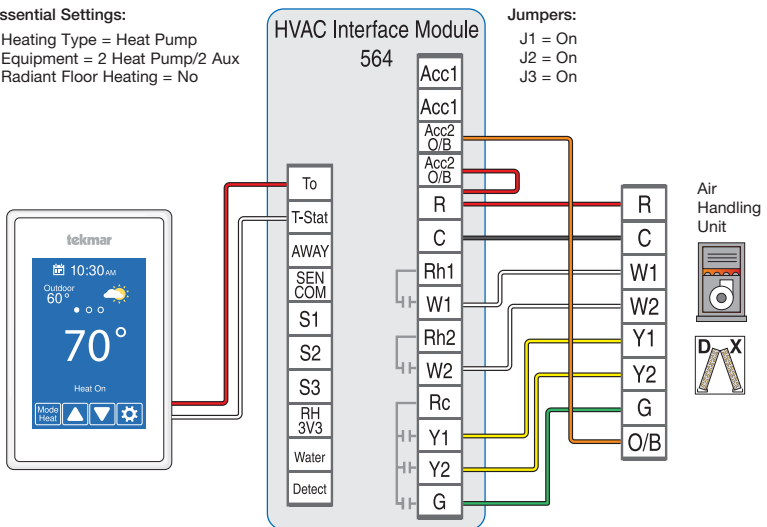 ssential Settings:
Heating Type = Heat Pump
Equipment = 2 Heat Pump/2 Aux
Radiant Floor Heating = No
HVAC Interface Module
564
Jumpers:
J1 = On
J2 = On
J3 = On
tekmar
10:30 AM
Outdoor
60°
70°
Heat On
Mode
Heat
To
T-Stat
AWAY
SEN
COM
S1
S2
S3
RH
3V3
Water
Detect
Acc1
Acc1
Acc2
O/B
Acc2
O/B
R
C
Rh1
W1
Rh2
W2
Rc
Y1
Y2
G
R
C
W1
W2
Y1
Y2
G
O/B
Air
Handling
Unit
D X